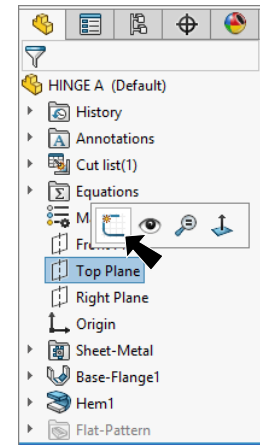 HINGE A (Default)
History
Annotations
Cut list(1)
Equations
M
Fr
Top Plane
Right Plane
Origin
Sheet-Metal
Base-Flange1
Hem1
Flat-Pattern